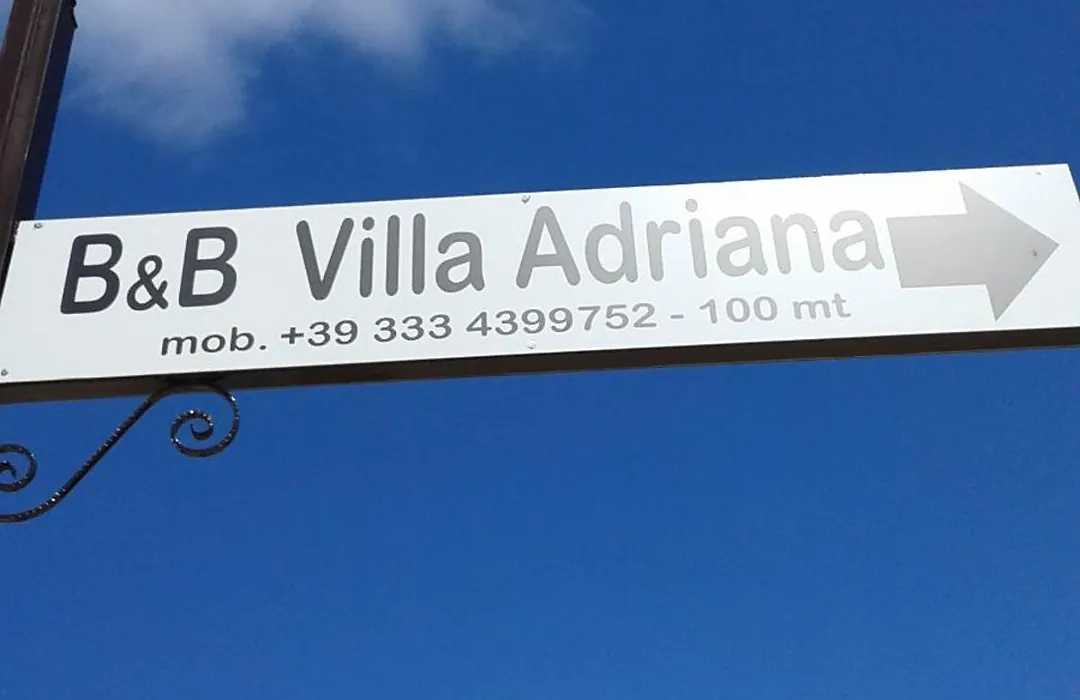 B&B Villa Adriana
mob. +39 333 4399752 - 100 mt